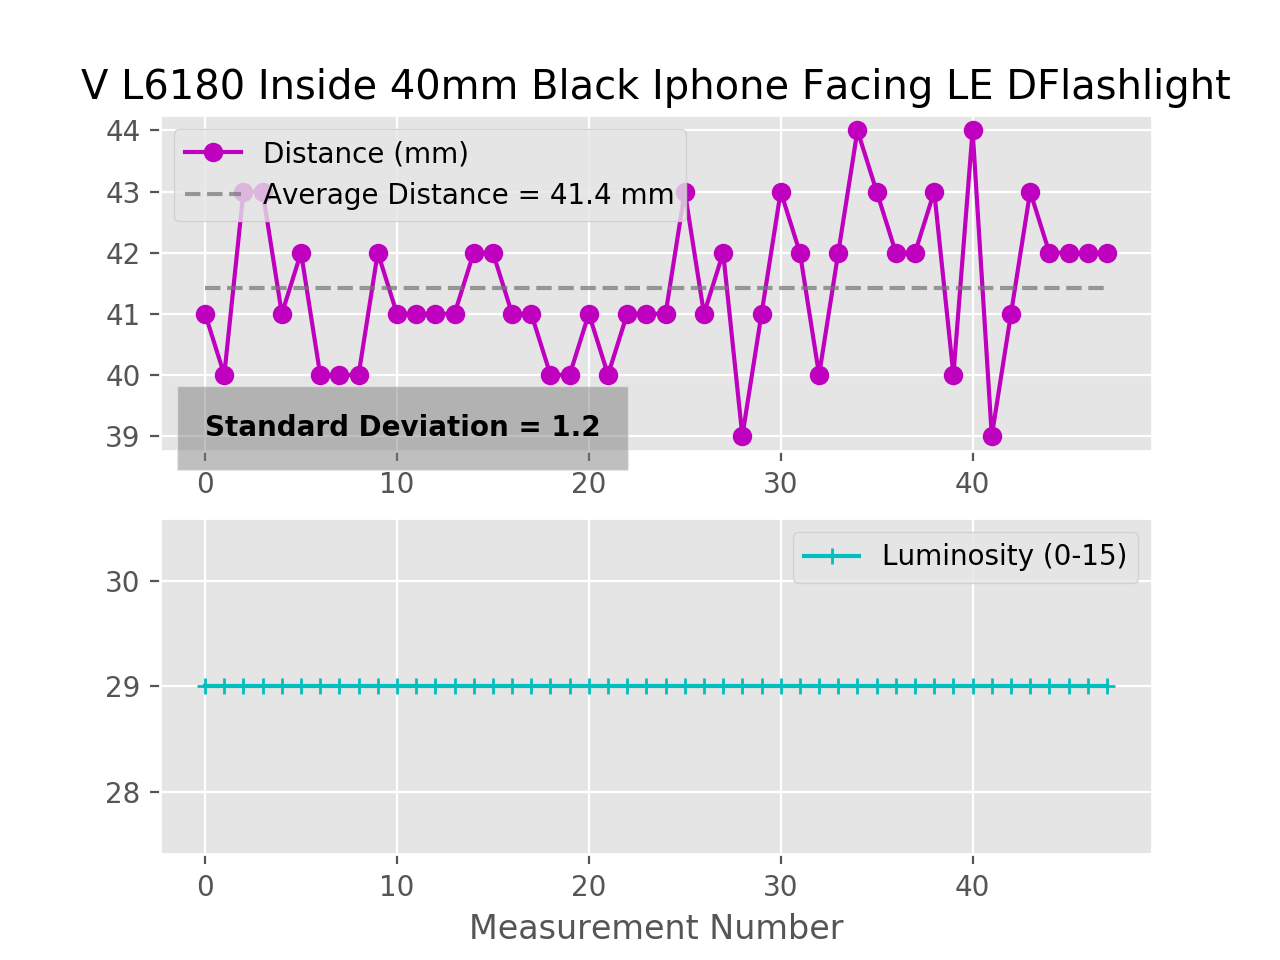 V L6180 Inside 40mm Black Iphone Facing LE DFlashlight
44
43
42
41
40
39
Distance (mm)
Average Distance = 41.4 mm
Standard Deviation = 1.2
0 10 20 30 40
30
29
28
Luminosity (0-15)
0 10 20 30 40
Measurement Number